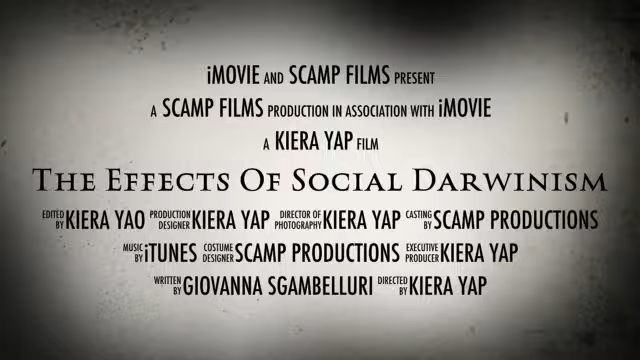 iMOVIE AND SCAMP FILMS PRESENT
A SCAMP FILMS PRODUCTION IN ASSOCIATION WITH iMOVIE
A KIERA YAP FILM
THE EFFECTS OF SOCIAL DARWINISM
EDITED BY KIERA YAO PRODUCTION DESIGNER KIERA YAP DIRECTOR OF PHOTOGRAPHY KIERA YAP CASTING BY SCAMP PRODUCTIONS
MUSIC BY iTUNES COSTUME DESIGNER SCAMP PRODUCTIONS EXECUTIVE PRODUCER KIERA YAP
WRITTEN BY GIOVANNA SGAMBELLURI DIRECTED BY KIERA YAP